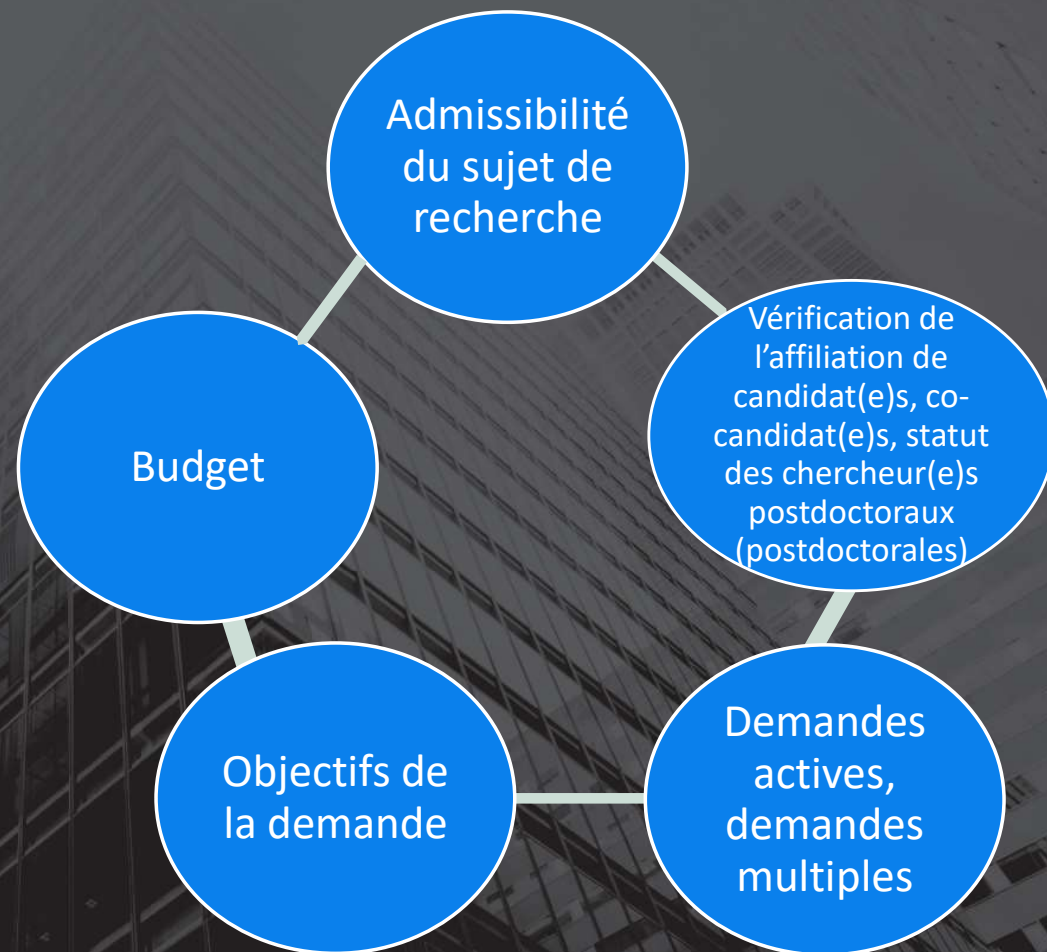 Admissibilité
du sujet de
recherche
Vérification de
l’affiliation de
candidat(e)s, co-
candidat(e)s, statut
des chercheur(e)s
postdoctoraux
(postdoctorales)
Demandes
actives,
demandes
multiples
Objectifs de
la demande
Budget